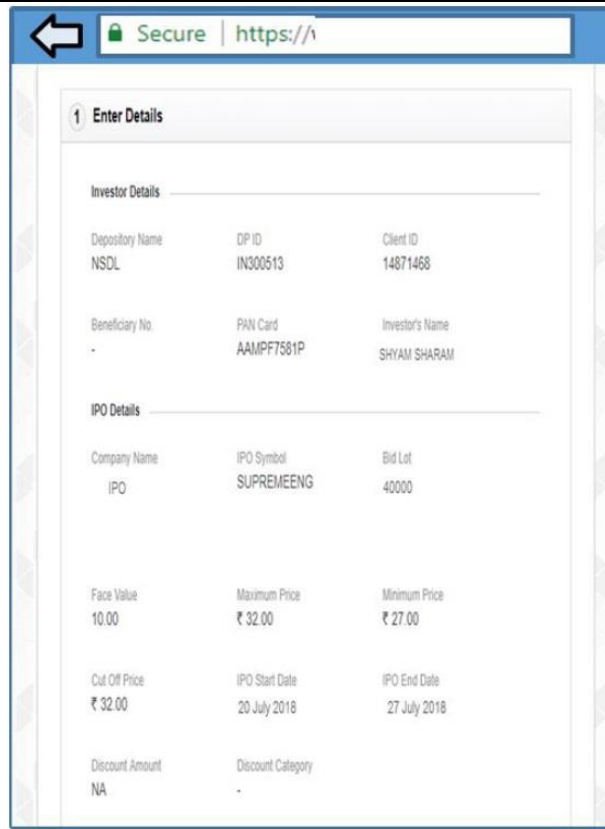 Secure | https://
1 Enter Details
Investor Details
Depository Name DP ID Client ID
NSDL IN300513 14871468
Beneficiary No. PAN Card Investor's Name
- AAMPF7581P SHYAM SHARAM
IPO Details
Company Name IPO Symbol Bid Lot
IPO SUPREMEENG 40000
Face Value Maximum Price Minimum Price
10.00 ₹ 32.00 ₹ 27.00
Cut Off Price IPO Start Date IPO End Date
₹ 32.00 20 July 2018 27 July 2018
Discount Amount Discount Category
NA -